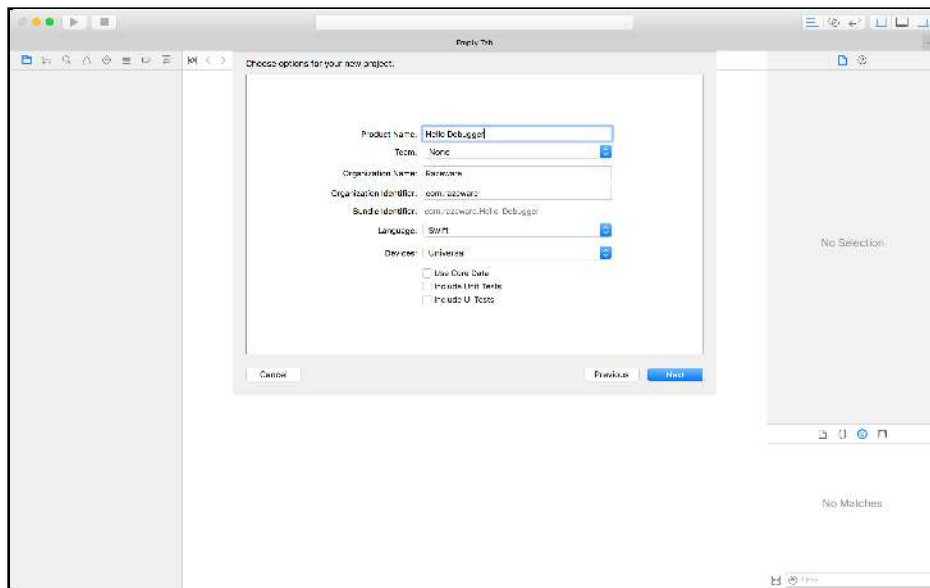 Empty Tab
Choose options for your new project:
Product Name: Hello Debugger
Team: None
Organization Name: Razeware
Organization Identifier: com.razeware
Bundle Identifier: com.razeware.Hello-Debugger
Language: Swift
Devices: Universal
Use Core Data
Include Unit Tests
Include UI Tests
Cancel
Previous
Next
No Selection
No Matches
Filter